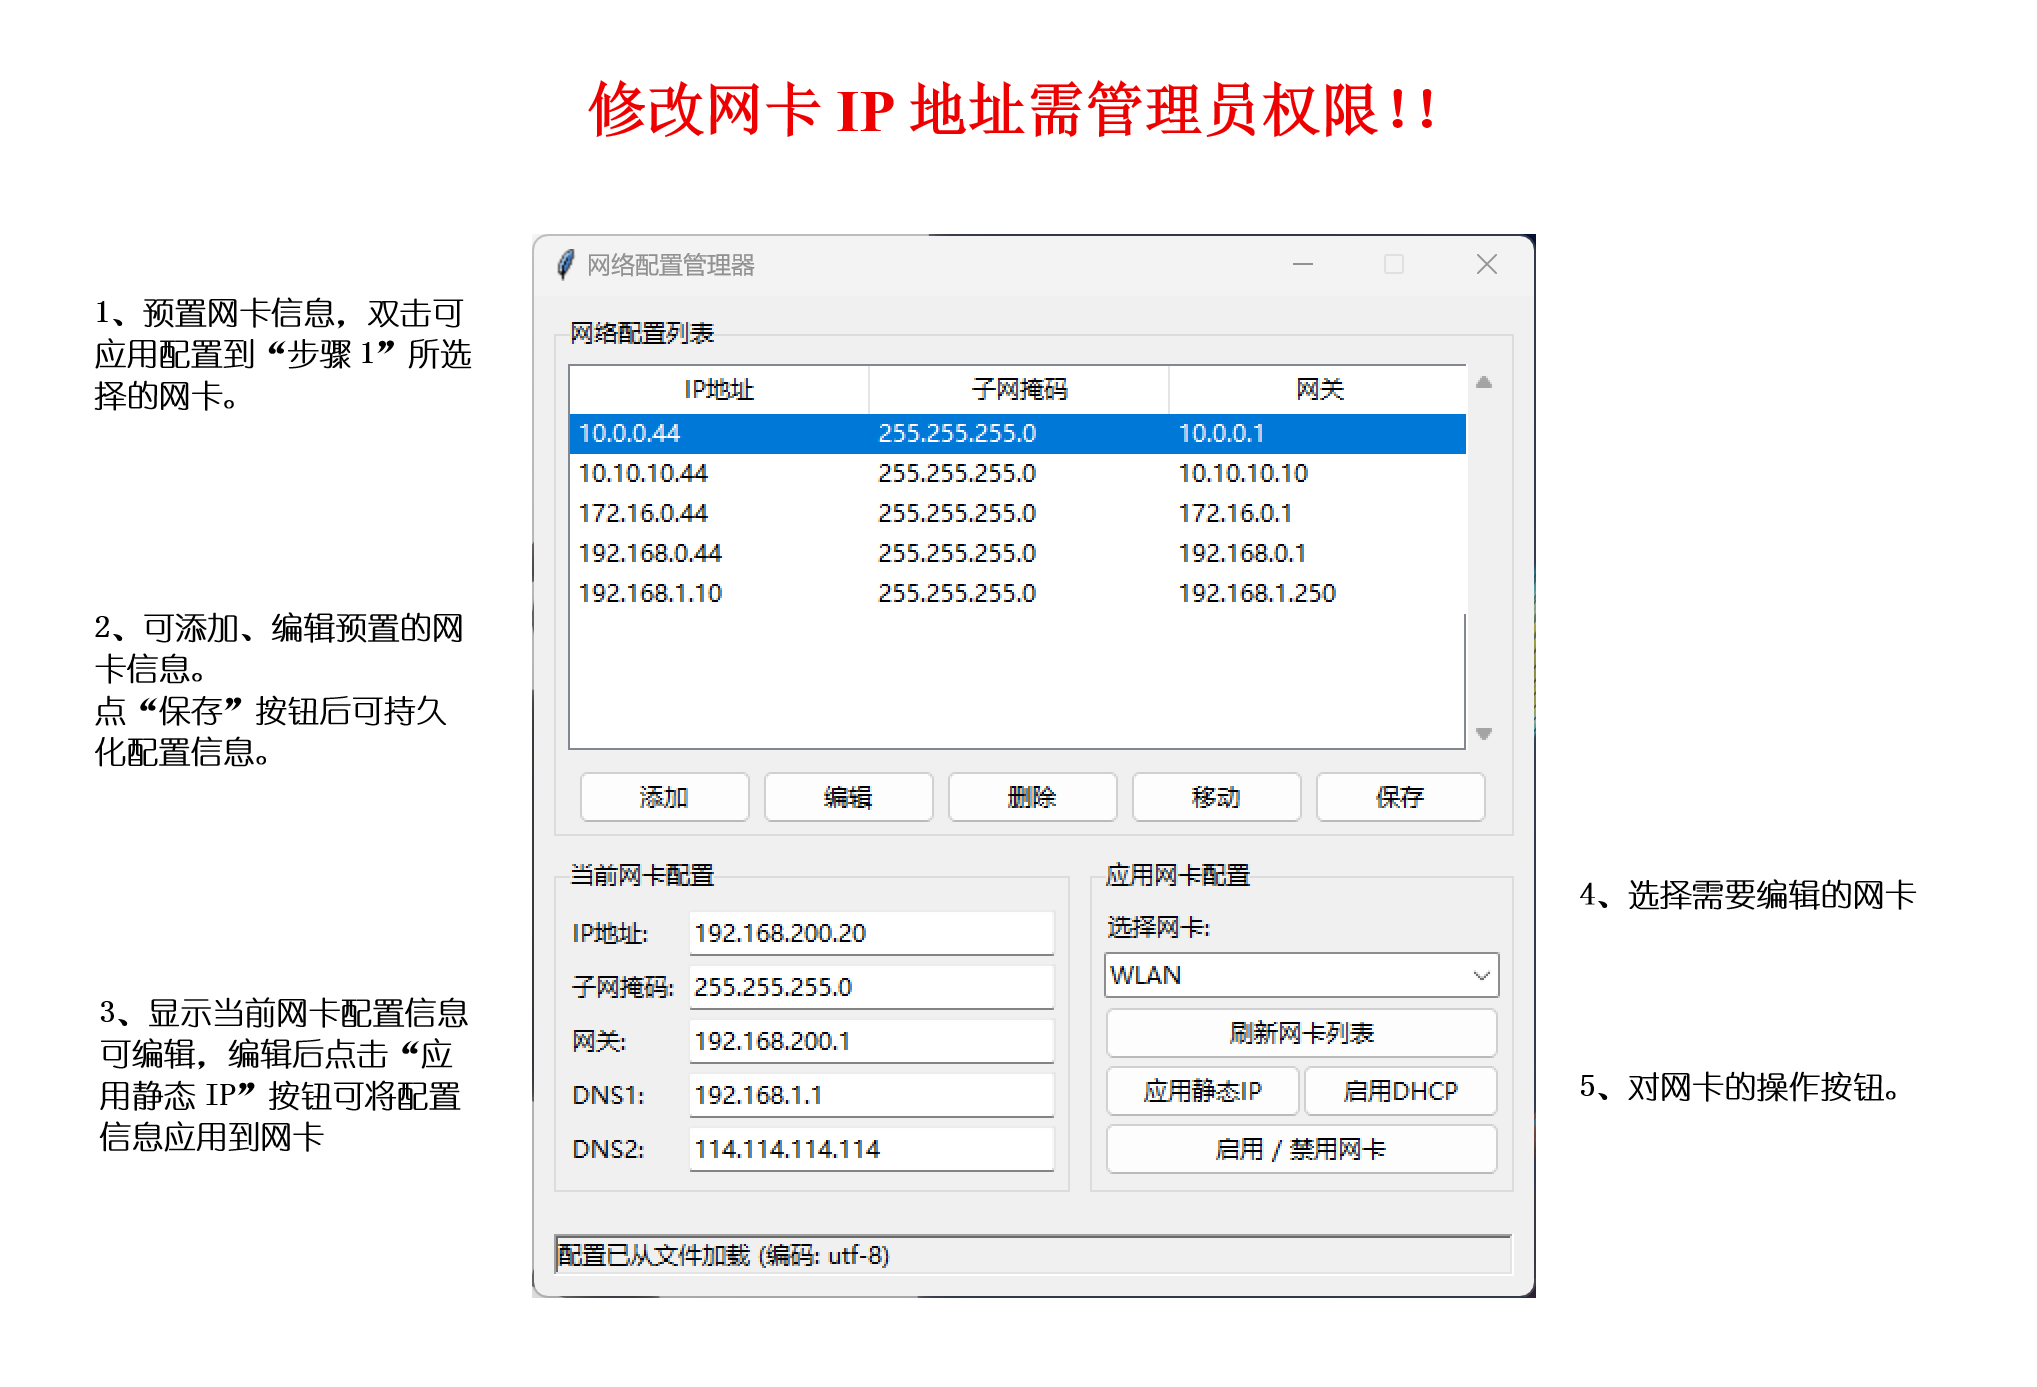 修改网卡 IP 地址需管理员权限！！
1、预置网卡信息，双击可
应用配置到“步骤 1”所选
择的网卡。
2、可添加、编辑预置的网
卡信息。
点“保存”按钮后可持久
化配置信息。
3、显示当前网卡配置信息
可编辑，编辑后点击“应
用静态 IP”按钮可将配置
信息应用到网卡
网络配置管理器
网络配置列表
IP地址 子网掩码 网关
10.0.0.44 255.255.255.0 10.0.0.1
10.10.10.44 255.255.255.0 10.10.10.10
172.16.0.44 255.255.255.0 172.16.0.1
192.168.0.44 255.255.255.0 192.168.0.1
192.168.1.10 255.255.255.0 192.168.1.250
添加 编辑 删除 移动 保存
当前网卡配置
IP地址: 192.168.200.20
子网掩码: 255.255.255.0
网关: 192.168.200.1
DNS1: 192.168.1.1
DNS2: 114.114.114.114
应用网卡配置
选择网卡:
WLAN
刷新网卡列表
应用静态IP 启用DHCP
启用 / 禁用网卡
配置已从文件加载 (编码: utf-8)
4、选择需要编辑的网卡
5、对网卡的操作按钮。